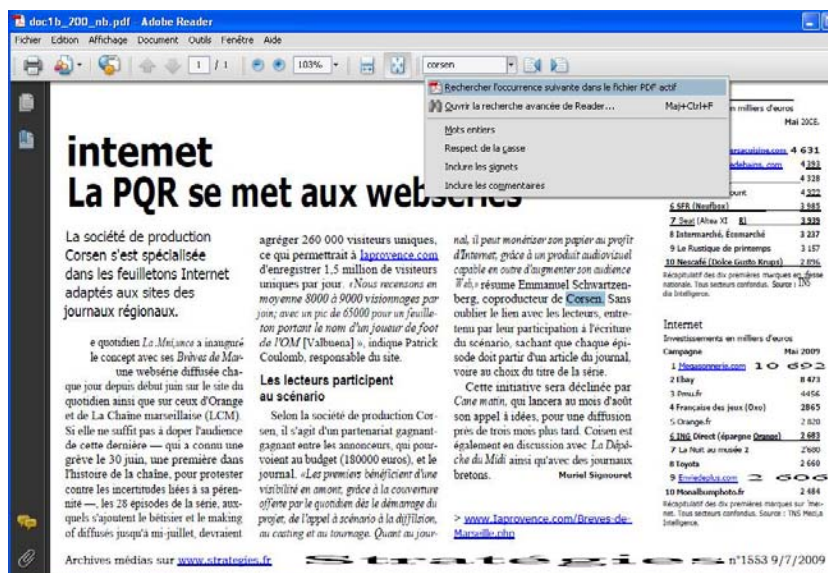 doc1b_200_nb.pdf - Adobe Reader
Fichier Edition Affichage Document Outils Fenêtre Aide
1 / 1 103% corsen
Rechercher l'occurrence suivante dans le fichier PDF actif
Ouvrir la recherche avancée de Reader... Maj+Ctrl+F
Mots entiers
Respect de la casse
Inclure les signets
Inclure les commentaires
intemet
La PQR se met aux webséries
La société de production
Corsen s'est spécialisée
dans les feuilletons Internet
adaptés aux sites des
journaux régionaux.
e quotidien La Mni;ance a inauguré
le concept avec ses Brèves de Mar-
une websérie diffusée cha-
que jour depuis début juin sur le site du
quotidien ainsi que sur ceux d'Orange
et de La Chaîne marseillaise (LCM).
Si elle ne suffit pas à doper l'audience
de cette dernière — qui a connu une
grève le 30 juin, une première dans
l'histoire de la chaîne, pour protester
contre les incertitudes liées à sa péren-
nité —, les 28 épisodes de la série, aux-
quels s'ajoutent le bêtisier et le making
of diffusés jusqu'à mi-juillet, devraient
agréger 260 000 visiteurs uniques,
ce qui permettrait à laprovence.com
d'enregistrer 1,5 million de visiteurs
uniques par jour. «Nous recensons en
moyenne 8000 à 9000 visionnages par
join; avec un pic de 65000 pour un feuille-
ton portant le nom d'un joueur de foot
de l'OM [Valbuena] », indique Patrick
Coulomb, responsable du site.
Les lecteurs participent
au scénario
Selon la société de production Cor-
sen, il s'agit d'un partenariat gagnant-
gagnant entre les annonceurs, qui pour-
voient au budget (180000 euros), et le
journal. «Les premiers bénéficient d'une
visibilité en amont, grâce à la couverture
offerte par le quotidien dès le démarrage du
projet, de l'appel à scénario à la diffilsion,
au casting et au tournage. Quant au jour-
nal, il peut monétiser son papier au profit
d'Internet, grâce à un produit audiovisuel
capable en outre d'augmenter son audience
Web,» résume Emmanuel Schwartzen-
berg, coproducteur de Corsen. Sans
oublier le lien avec les lecteurs, entre-
tenu par leur participation à l'écriture
du scénario, sachant que chaque épi-
sode doit partir d'un article du journal,
voire au choix du titre de la série.
Cette initiative sera déclinée par
Cane matin, qui lancera au mois d'août
son appel à idées, pour une diffusion
près de trois mois plus tard. Coisen est
également en discussion avec La Dépê-
che du Midi ainsi qu'avec des journaux
bretons. Muriel Signouret
> www.Iaprovence.com/Breves-de-
Marseille.php
n milliers d'euros
Mai 20CE.
4 631
4 393
4 328
ount 4 322
6 SFR (Neufbox) 3 985
7 Seat (Altea XI R) 3 939
8 Intermarché, Ecomarché 3 237
9 Le Rustique de printemps 3 157
10 Nescafé (Dolce Gusto Krups) 2 896
Récapitulatif des dix premières marques en presse
nationale. Tous secteurs confondus. Source : TNS
dia Intelligence.
Internet
Investissements en milliers d'euros
Campagne Mai 2009
1 Megasonnerie.com 10 692
2 Ebay 8 473
3 Pmu.fr 4456
4 Française des jeux (Oxo) 2865
5 Orange.fr 2 820
6 ING Direct (épargne Orange) 2 683
7 La Nuit au musée 2 2'680
8 Toyota 2 660
9 Enviedeplus.com 2 606
10 Monalbumphoto.fr 2 484
Récapitulatif des dix premières marques sur
net. Tous secteurs confondus. Source : TNS
Intelligence.
Archives médias sur www.strategies.fr Stratégies n°1553 9/7/2009